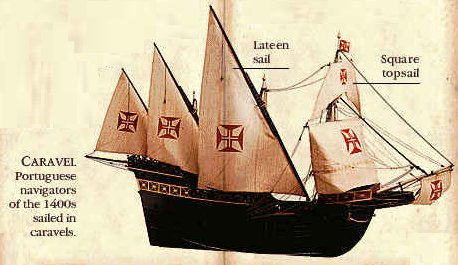 Lateen
sail
Square
topsail
CARAVEL
Portuguese
navigators
of the 1400s
sailed in
caravels.